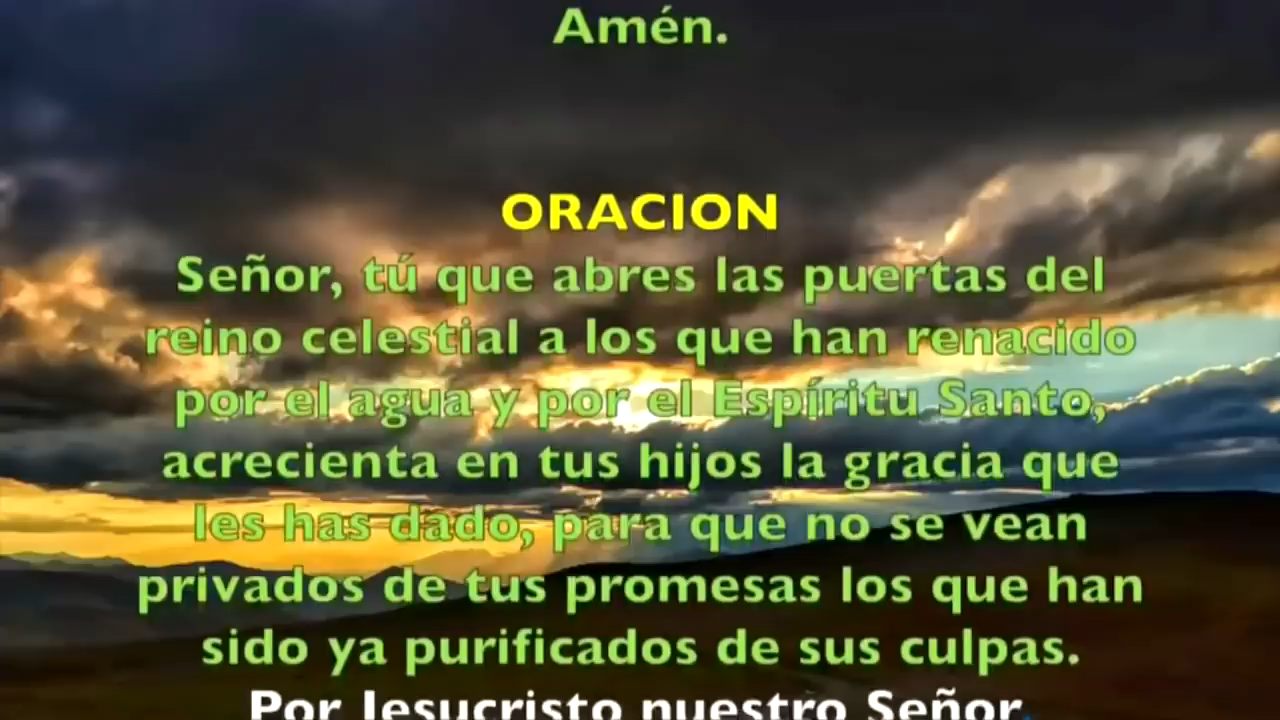 Amén.
ORACION
Señor, tú que abres las puertas del
reino celestial a los que han renacido
por el agua y por el Espíritu Santo,
acrecienta en tus hijos la gracia que
les has dado, para que no se vean
privados de tus promesas los que han
sido ya purificados de sus culpas.
Por Jesucristo nuestro Señor.